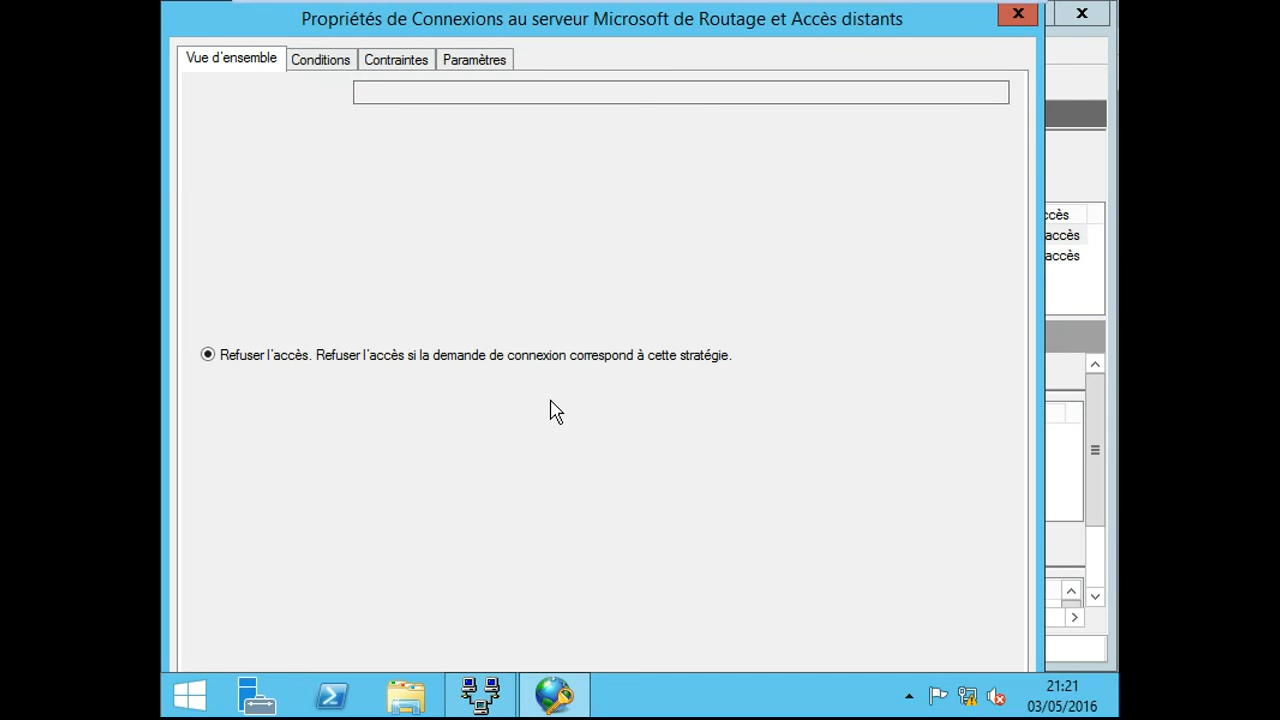 Propriétés de Connexions au serveur Microsoft de Routage et Accès distants
x
x
Vue d'ensemble
Conditions
Contraintes
Paramètres
ccès
accès
accès
Refuser l'accès. Refuser l'accès si la demande de connexion correspond à cette stratégie.
21:21
03/05/2016